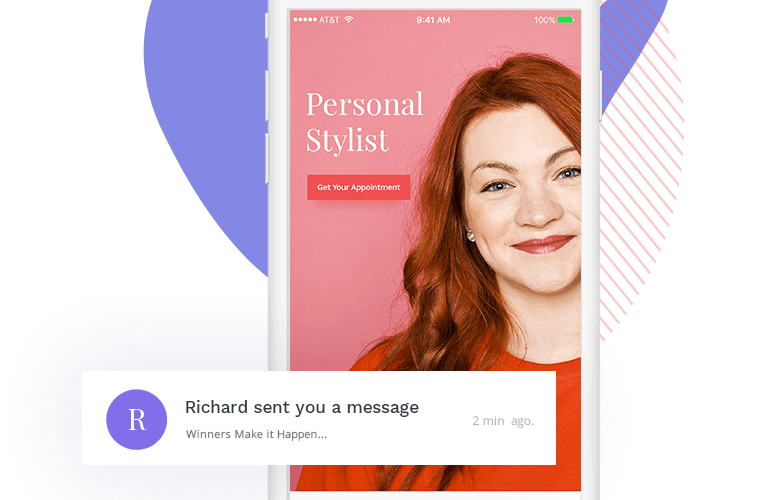 AT&T 9:41 AM 100%
Personal
Stylist
Get Your Appointment
R
Richard sent you a message
Winners Make it Happen...
2 min ago.